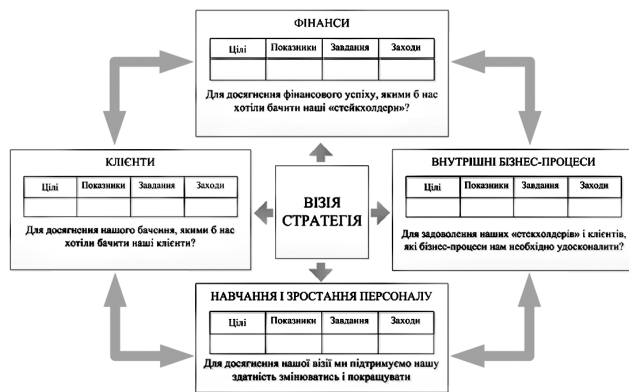 ФІНАНСИ
Цілі Показники Завдання Заходи
Для досягнення фінансового успіху, якими б нас
хотіли бачити наші «стейкхолдери»?
КЛІЄНТИ
Цілі Показники Завдання Заходи
Для досягнення нашого бачення, якими б нас
хотіли бачити наші клієнти?
ВІЗІЯ
СТРАТЕГІЯ
ВНУТРІШНІ БІЗНЕС-ПРОЦЕСИ
Цілі Показники Завдання Заходи
Для задоволення наших «стекхолдерів» і клієнтів,
які бізнес-процеси нам необхідно удосконалити?
НАВЧАННЯ І ЗРОСТАННЯ ПЕРСОНАЛУ
Цілі Показники Завдання Заходи
Для досягнення нашої візії ми підтримуємо нашу
здатність змінюватись і покращувати